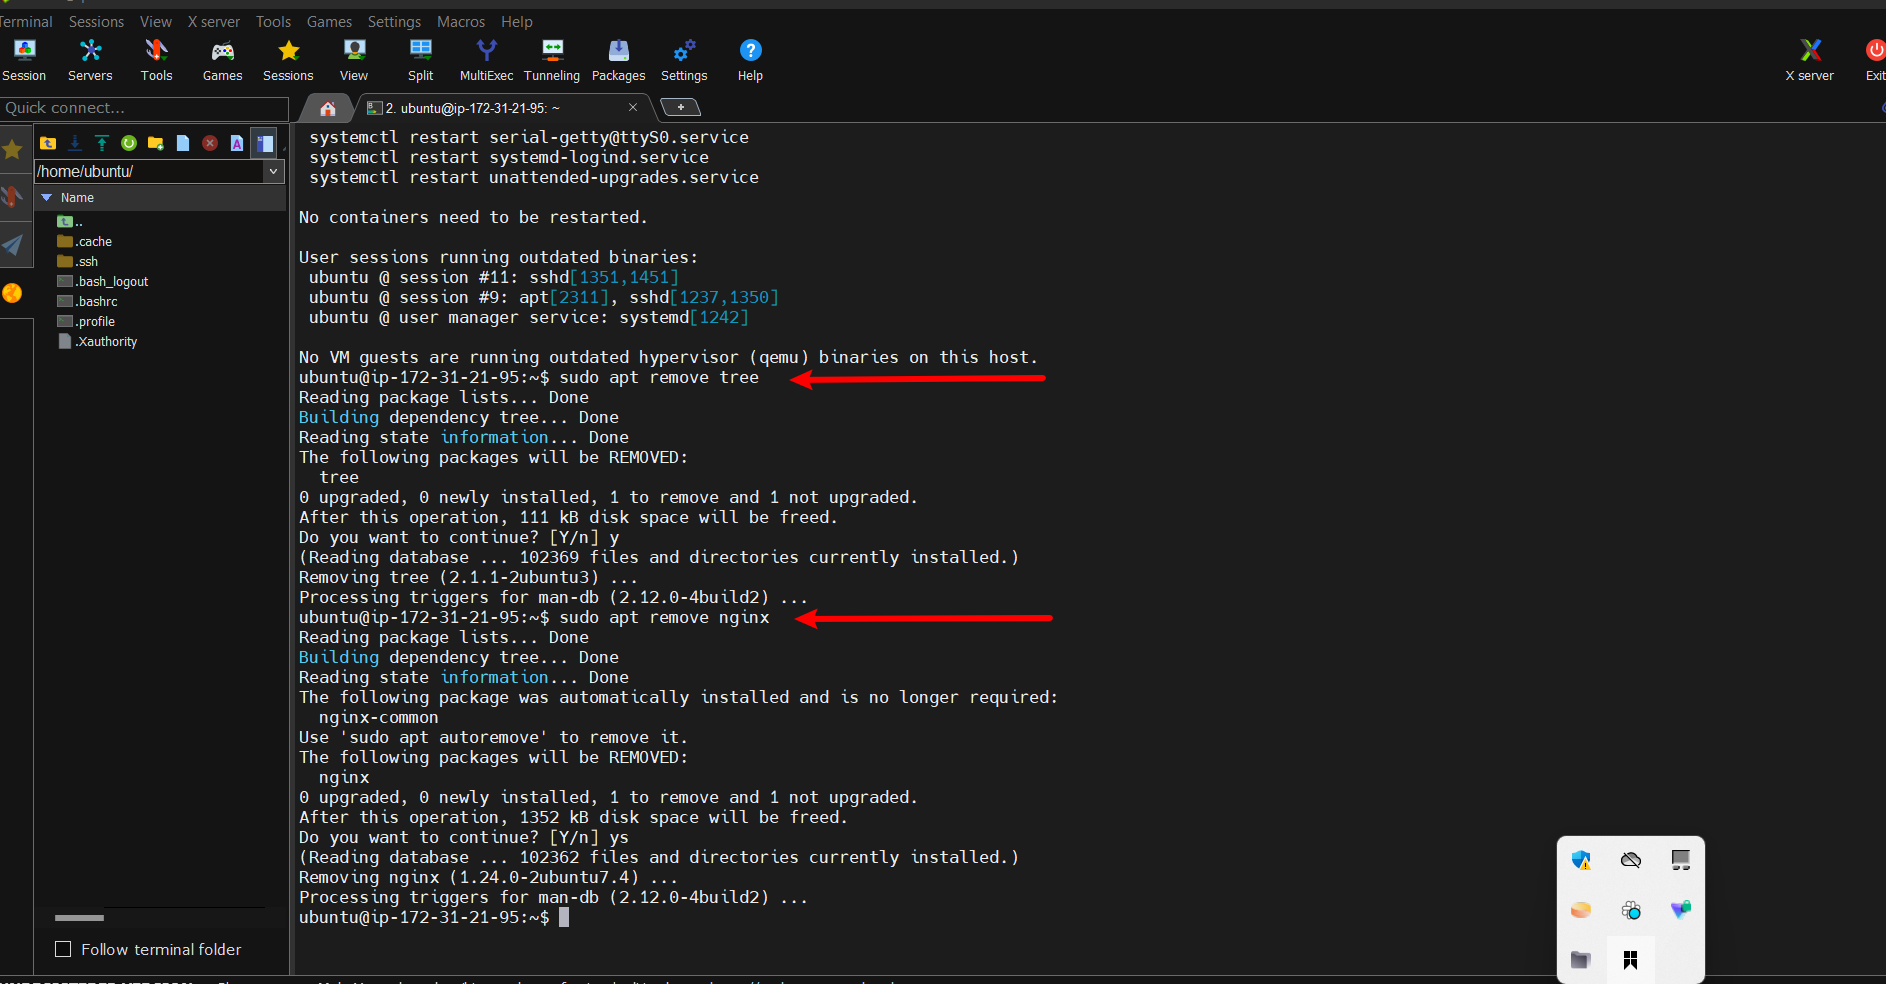 Terminal Sessions View X server Tools Games Settings Macros Help
Session Servers Tools Games Sessions View Split MultiExec Tunneling Packages Settings Help X server Exit
Quick connect...
2. ubuntu@ip-172-31-21-95: ~
/home/ubuntu/
Name
..
.cache
.ssh
.bash_logout
.bashrc
.profile
.Xauthority
Follow terminal folder
systemctl restart serial-getty@ttyS0.service
systemctl restart systemd-logind.service
systemctl restart unattended-upgrades.service
No containers need to be restarted.
User sessions running outdated binaries:
ubuntu @ session #11: sshd[1351,1451]
ubuntu @ session #9: apt[2311], sshd[1237,1350]
ubuntu @ user manager service: systemd[1242]
No VM guests are running outdated hypervisor (qemu) binaries on this host.
ubuntu@ip-172-31-21-95:~$ sudo apt remove tree
Reading package lists... Done
Building dependency tree... Done
Reading state information... Done
The following packages will be REMOVED:
tree
0 upgraded, 0 newly installed, 1 to remove and 1 not upgraded.
After this operation, 111 kB disk space will be freed.
Do you want to continue? [Y/n] y
(Reading database ... 102369 files and directories currently installed.)
Removing tree (2.1.1-2ubuntu3) ...
Processing triggers for man-db (2.12.0-4build2) ...
ubuntu@ip-172-31-21-95:~$ sudo apt remove nginx
Reading package lists... Done
Building dependency tree... Done
Reading state information... Done
The following package was automatically installed and is no longer required:
nginx-common
Use 'sudo apt autoremove' to remove it.
The following packages will be REMOVED:
nginx
0 upgraded, 0 newly installed, 1 to remove and 1 not upgraded.
After this operation, 1352 kB disk space will be freed.
Do you want to continue? [Y/n] ys
(Reading database ... 102362 files and directories currently installed.)
Removing nginx (1.24.0-2ubuntu7.4) ...
Processing triggers for man-db (2.12.0-4build2) ...
ubuntu@ip-172-31-21-95:~$